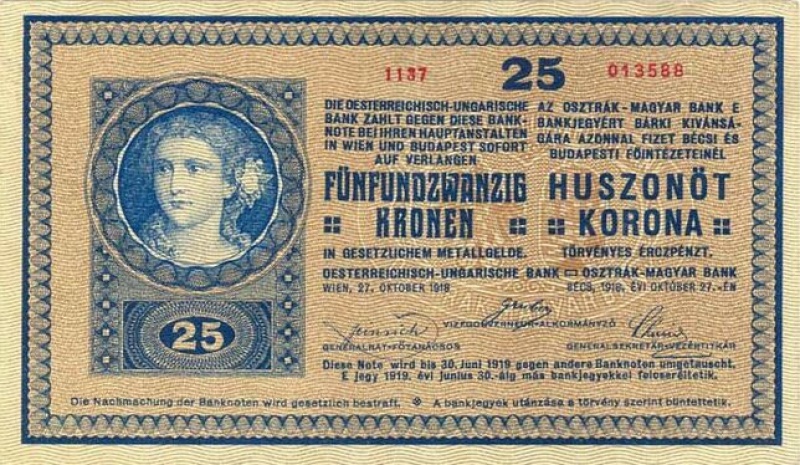 1187
25
013588
DIE OESTERREICHISCH-UNGARISCHE
BANK ZAHLT GEGEN DIESE BANK-
NOTE BEI IHREN HAUPTANSTALTEN
IN WIEN UND BUDAPEST SOFORT
AUF VERLANGEN
FÜNFUNDZWANZIG
KRONEN
IN GESETZLICHEM METALLGELDE.
AZ OSZTRÁK-MAGYAR BANK E
BANKJEGYÉRT BÁRKI KIVÁNSÁ-
GÁRA AZONNAL FIZET BÉCSI ÉS
BUDAPESTI FŐINTÉZETEINÉL
HUSZONÖT
KORONA
TÖRVÉNYES ÉRCZPÉNZT.
OESTERREICHISCH-UNGARISCHE BANK
OSZTRÁK-MAGYAR BANK
WIEN, 27. OKTOBER 1918
BÉCS, 1918. ÉVI OKTÓBER 27.-ÉN
Gruber
VIZEGOUVERNEUR-ALKORMÁNYZÓ
GENERALRAT-FŐTANÁCSOS
GENERALSEKRETÄR-VEZÉRTITKÁR
25
Diese Note wird bis 30. Juni 1919 gegen andere Banknoten umgetauscht.
E jegy 1919. évi junius 30.-áig más bankjegyekkel felcseréltetik.
Die Nachmachung der Banknoten wird gesetzlich bestraft. ※ A bankjegyek utánzása a törvény szerint büntettetik.